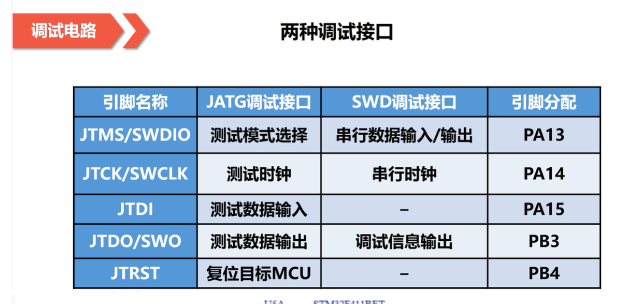 调试电路
两种调试接口
引脚名称 JATG调试接口 SWD调试接口 引脚分配
JTMS/SWDIO 测试模式选择 串行数据输入/输出 PA13
JTCK/SWCLK 测试时钟 串行时钟 PA14
JTDI 测试数据输入 – PA15
JTDO/SWO 测试数据输出 调试信息输出 PB3
JTRST 复位目标MCU – PB4